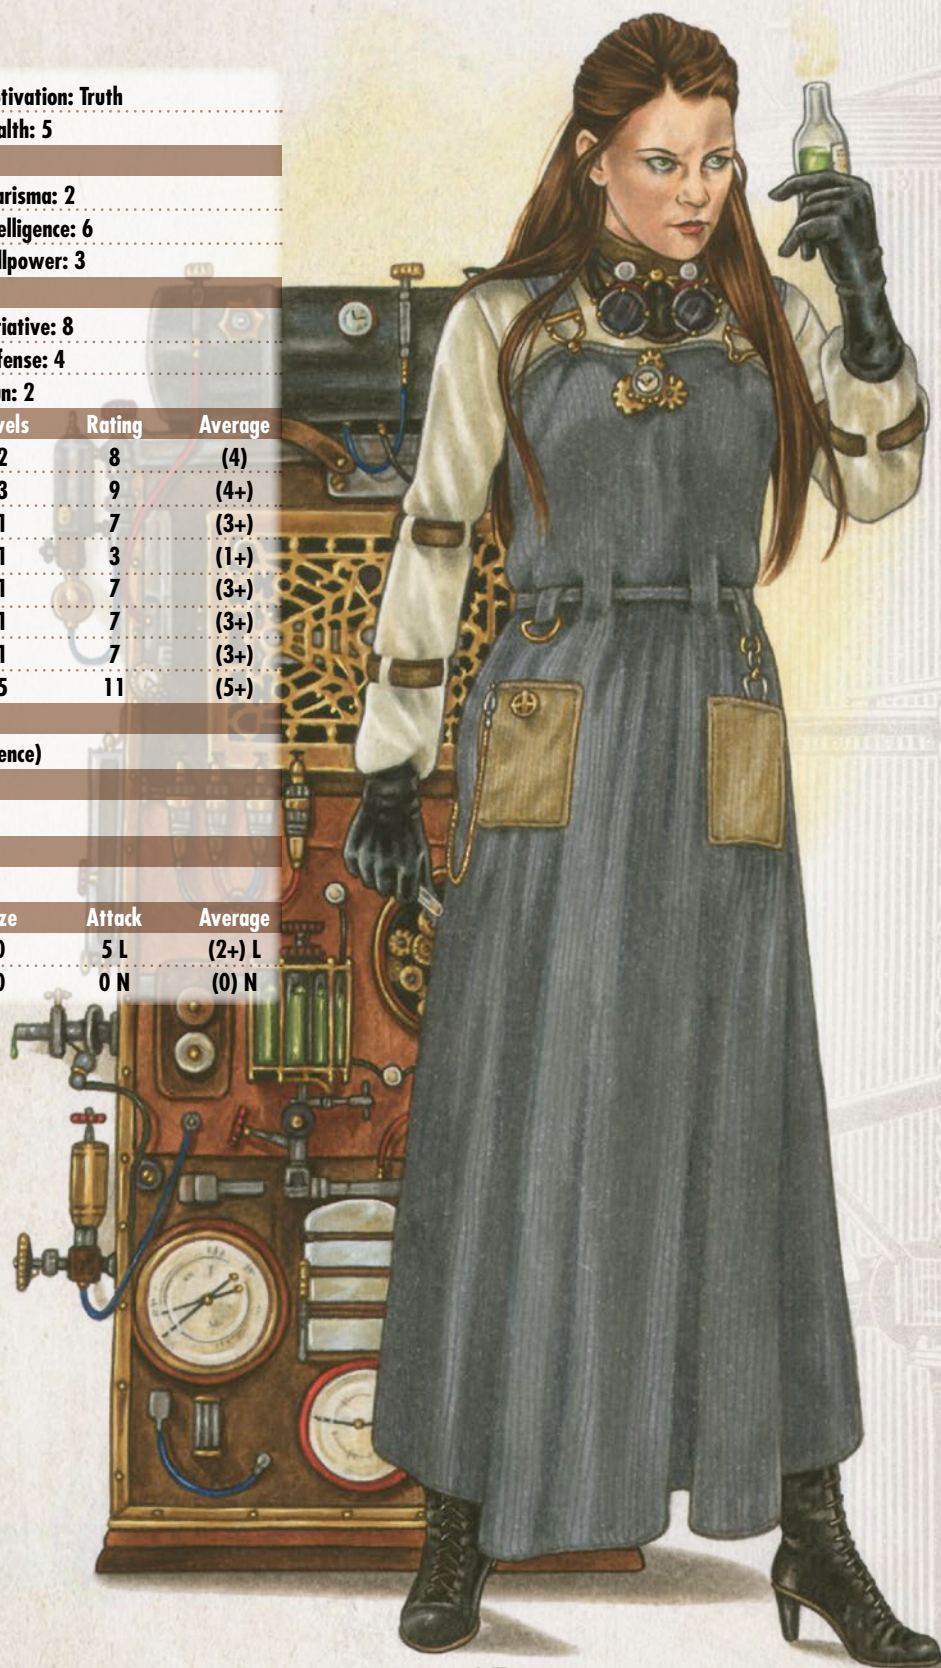 tivation: Truth
alth: 5
arisma: 2
elligence: 6
llpower: 3
iative: 8
fense: 4
n: 2
vels Rating Average
2 8 (4)
3 9 (4+)
1 7 (3+)
1 3 (1+)
1 7 (3+)
1 7 (3+)
1 7 (3+)
5 11 (5+)
ence)
ze Attack Average
0 5 L (2+) L
0 0 N (0) N